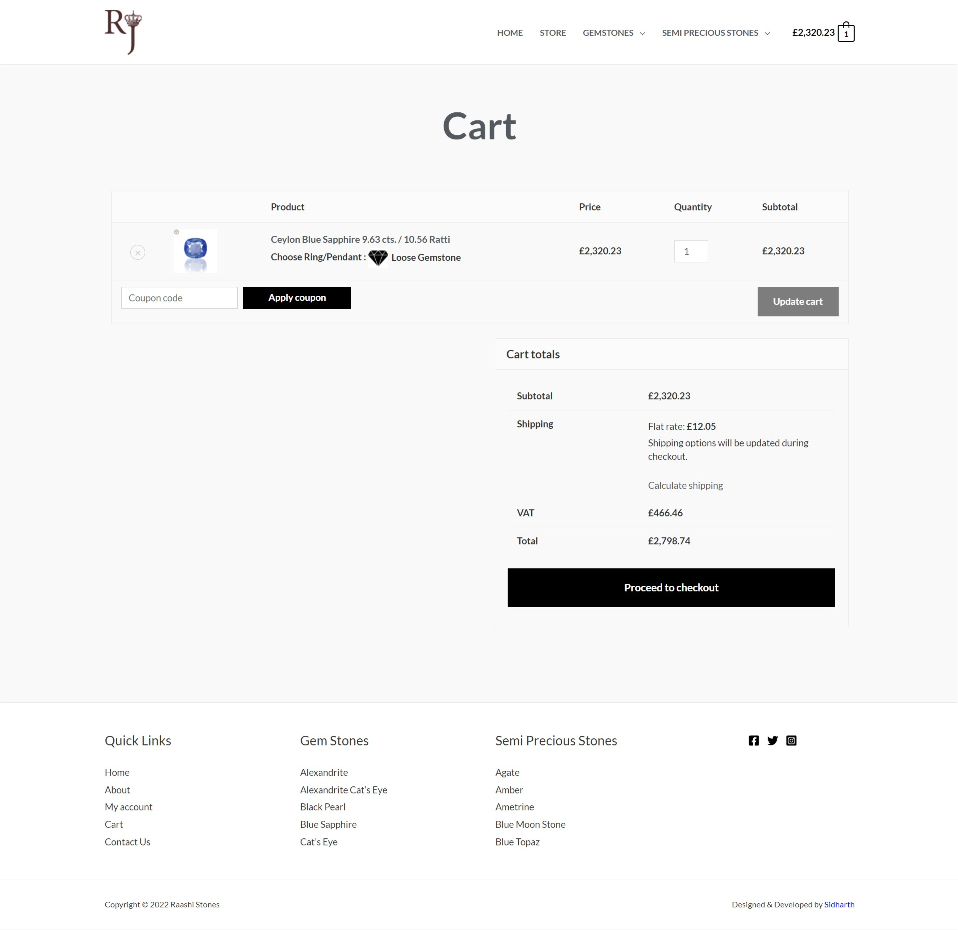 RJ
HOME STORE GEMSTONES SEMI PRECIOUS STONES £2,320.23 1
Cart
Product Price Quantity Subtotal
Ceylon Blue Sapphire 9.63 cts. / 10.56 Ratti
Choose Ring/Pendant : Loose Gemstone £2,320.23 1 £2,320.23
Coupon code Apply coupon Update cart
Cart totals
Subtotal £2,320.23
Shipping Flat rate: £12.05
Shipping options will be updated during
checkout.
Calculate shipping
VAT £466.46
Total £2,798.74
Proceed to checkout
Quick Links
Home
About
My account
Cart
Contact Us
Gem Stones
Alexandrite
Alexandrite Cat's Eye
Black Pearl
Blue Sapphire
Cat's Eye
Semi Precious Stones
Agate
Amber
Ametrine
Blue Moon Stone
Blue Topaz
Copyright © 2022 Raashi Stones
Designed & Developed by Sidharth